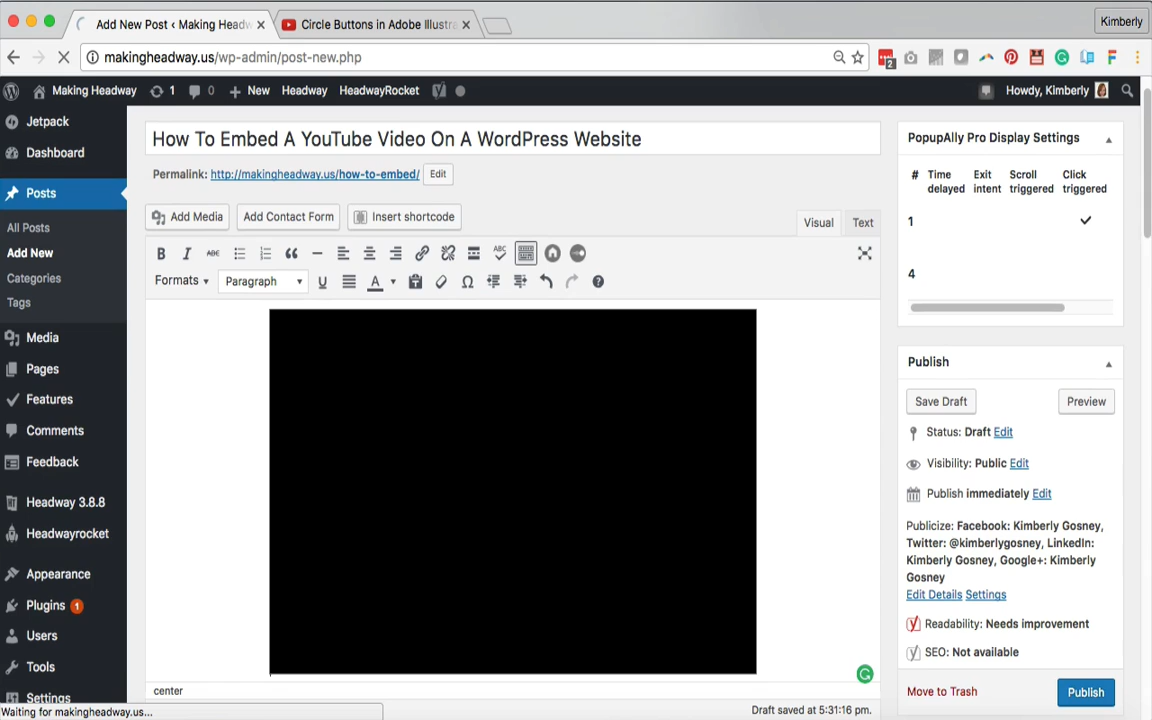 Add New Post ‹ Making Headw
Circle Buttons in Adobe Illustra
Kimberly
makingheadway.us/wp-admin/post-new.php
2
Making Headway
1
0
New
Headway
HeadwayRocket
Howdy, Kimberly
Jetpack
Dashboard
Posts
All Posts
Add New
Categories
Tags
Media
Pages
Features
Comments
Feedback
Headway 3.8.8
Headwayrocket
Appearance
Plugins 1
Users
Tools
Settings
Waiting for makingheadway.us...
How To Embed A YouTube Video On A WordPress Website
Permalink: http://makingheadway.us/how-to-embed/ Edit
Add Media
Add Contact Form
Insert shortcode
Visual
Text
B I ABC
ABC
Formats
Paragraph
U
A
Ω
center
Draft saved at 5:31:16 pm.
PopupAlly Pro Display Settings
# Time delayed Exit intent Scroll triggered Click triggered
1
4
Publish
Save Draft
Preview
Status: Draft Edit
Visibility: Public Edit
Publish immediately Edit
Publicize: Facebook: Kimberly Gosney,
Twitter: @kimberlygosney, LinkedIn:
Kimberly Gosney, Google+: Kimberly
Gosney
Edit Details Settings
Readability: Needs improvement
SEO: Not available
Move to Trash
Publish